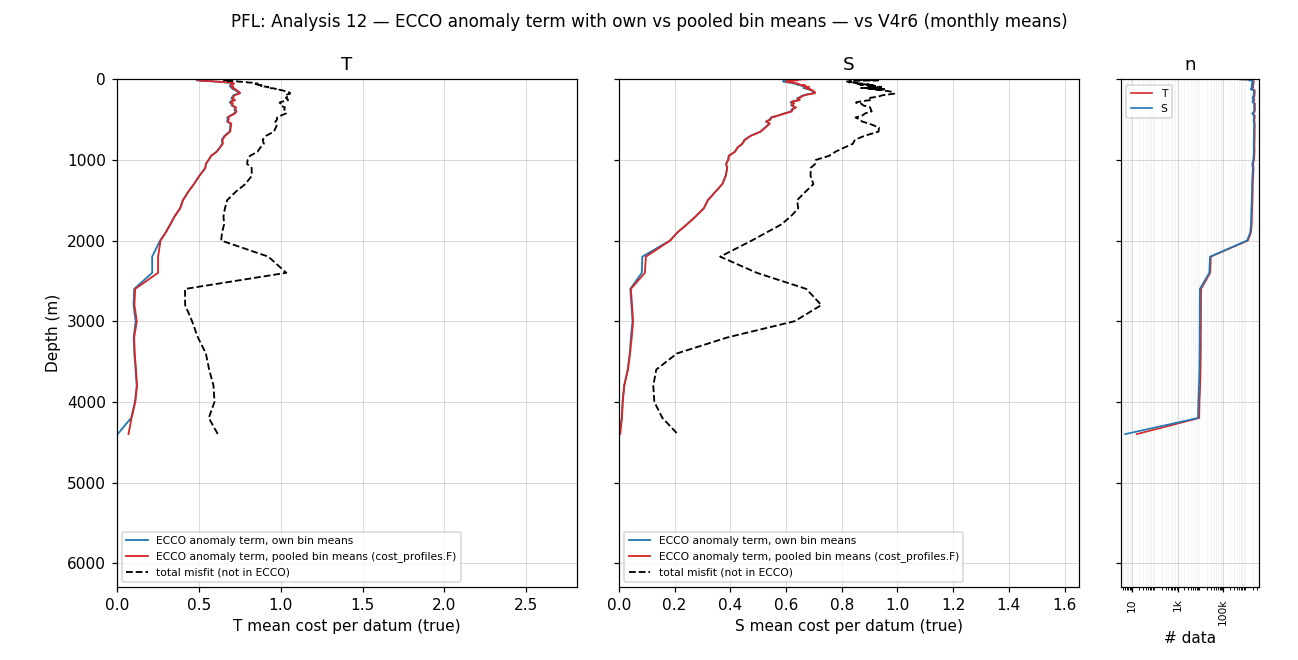 PFL: Analysis 12 — ECCO anomaly term with own vs pooled bin means — vs V4r6 (monthly means)
T
S
n
0
1000
2000
3000
4000
5000
6000
Depth (m)
ECCO anomaly term, own bin means
ECCO anomaly term, pooled bin means (cost_profiles.F)
total misfit (not in ECCO)
0.0 0.5 1.0 1.5 2.0 2.5
T mean cost per datum (true)
ECCO anomaly term, own bin means
ECCO anomaly term, pooled bin means (cost_profiles.F)
total misfit (not in ECCO)
0.0 0.2 0.4 0.6 0.8 1.0 1.2 1.4 1.6
S mean cost per datum (true)
T
S
10 1k 100k
# data